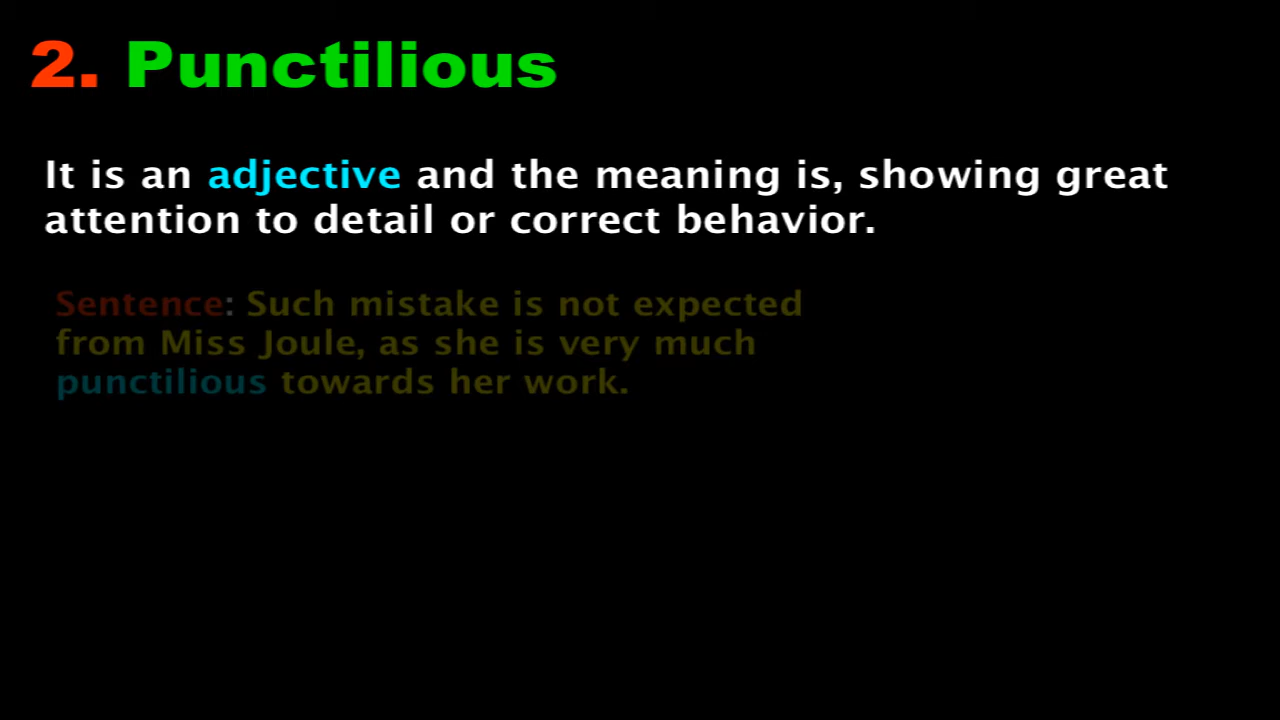 2. Punctilious
It is an adjective and the meaning is, showing great
attention to detail or correct behavior.
Sentence: Such mistake is not expected
from Miss Joule, as she is very much
punctilious towards her work.